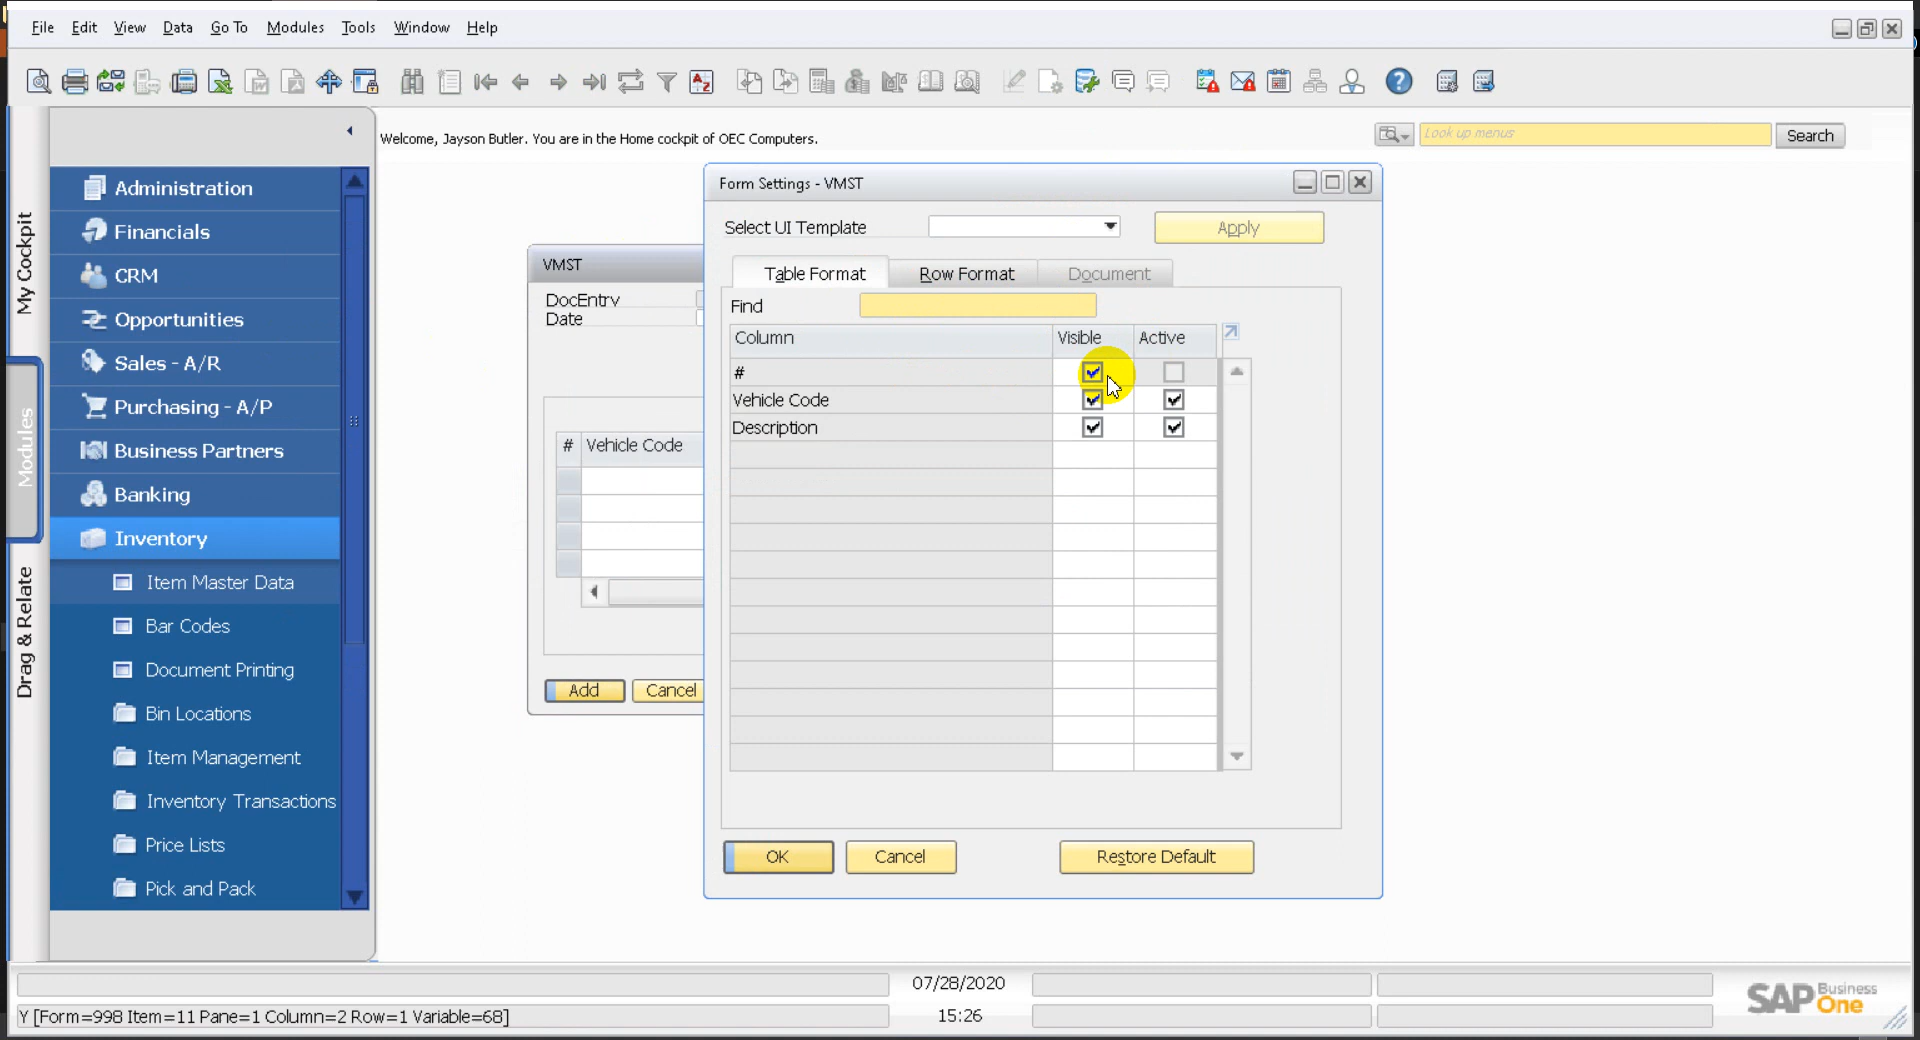 File Edit View Data Go To Modules Tools Window Help
Welcome, Jayson Butler. You are in the Home cockpit of OEC Computers.
Look up menus
Search
My Cockpit
Modules
Drag & Relate
Administration
Financials
CRM
Opportunities
Sales - A/R
Purchasing - A/P
Business Partners
Banking
Inventory
Item Master Data
Bar Codes
Document Printing
Bin Locations
Item Management
Inventory Transactions
Price Lists
Pick and Pack
VMST
DocEntry
Date
# Vehicle Code
Add Cancel
Form Settings - VMST
Select UI Template Apply
Table Format Row Format Document
Find
Column Visible Active
#
Vehicle Code
Description
OK Cancel Restore Default
07/28/2020
Y [Form=998 Item=11 Pane=1 Column=2 Row=1 Variable=68] 15:26
SAP Business One